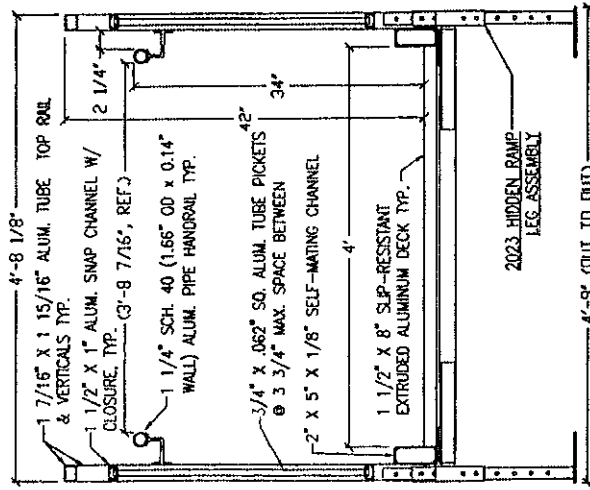 4'-8 1/8"
1 7/16" X 1 15/16" ALUM. TUBE TOP RAIL
& VERTICALS TYP.
1 1/2" X 1" ALUM. SNAP CHANNEL W/
CLOSURE, TYP.
2 1/4"
(3'-8 7/16", REF.)
1 1/4" SCH. 40 (1.66" OD x 0.14"
WALL) ALUM. PIPE HANDRAIL TYP.
34"
42"
3/4" X .062" SQ. ALUM. TUBE PICKETS
@ 3 3/4" MAX. SPACE BETWEEN
2" X 5" X 1/8" SELF-MATING CHANNEL
4'
1 1/2" X 8" SLIP-RESISTANT
EXTRUDED ALUMINUM DECK TYP.
2023 HIDDEN RAMP
LEG ASSEMBLY
4'-9" (OUT TO OUT)